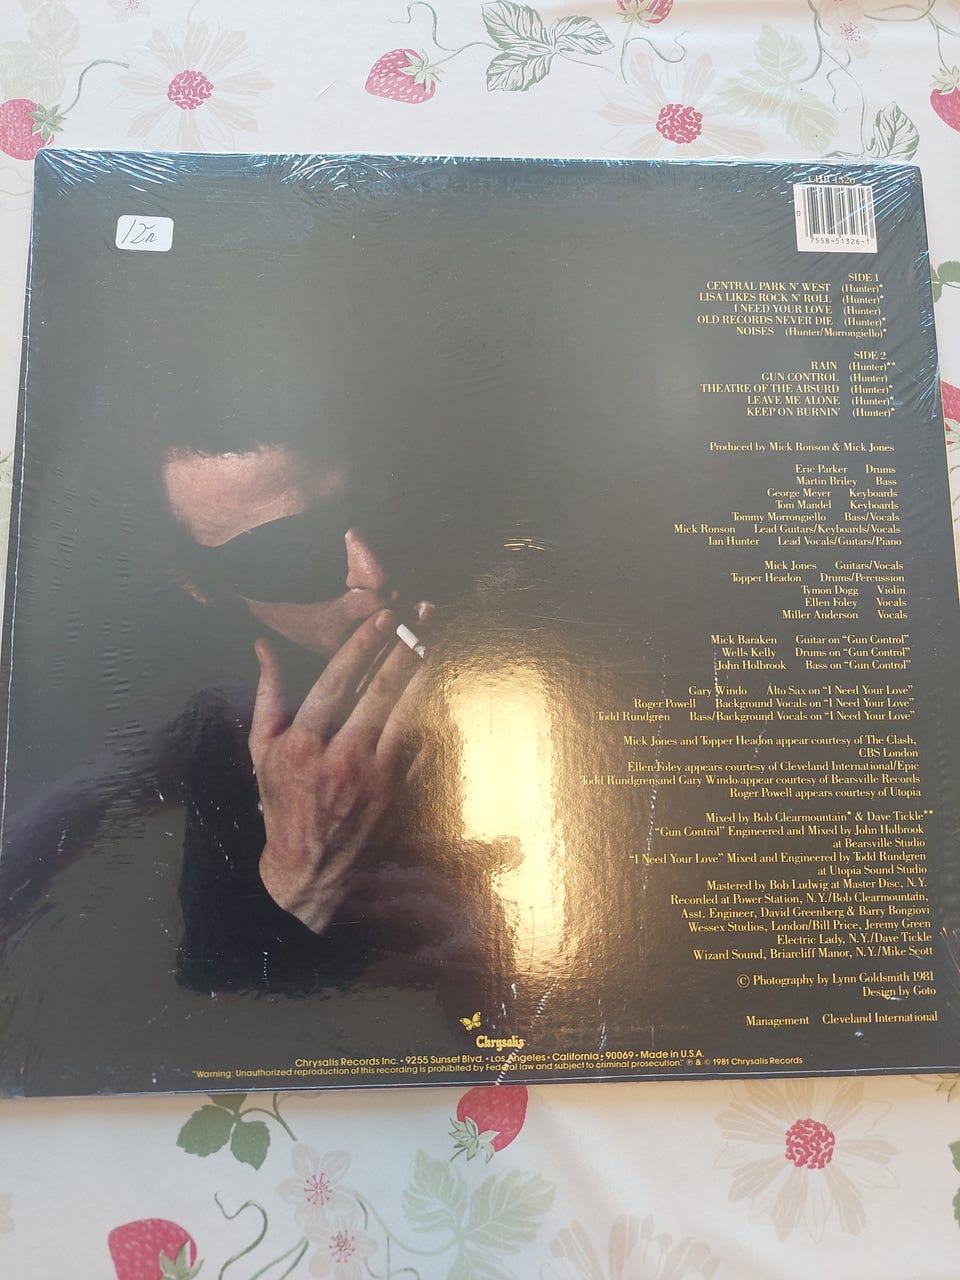 12
CHR 1326
0
7558-51326-1
SIDE 1
CENTRAL PARK N' WEST (Hunter)*
LISA LIKES ROCK N' ROLL (Hunter)*
I NEED YOUR LOVE (Hunter)
OLD RECORDS NEVER DIE (Hunter)*
NOISES (Hunter/Morrongiello)*
SIDE 2
RAIN (Hunter)**
GUN CONTROL (Hunter)
THEATRE OF THE ABSURD (Hunter)*
LEAVE ME ALONE (Hunter)*
KEEP ON BURNIN' (Hunter)*
Produced by Mick Ronson & Mick Jones
Eric Parker Drums
Martin Briley Bass
George Meyer Keyboards
Tom Mandel Keyboards
Tommy Morrongiello Bass/Vocals
Mick Ronson Lead Guitars/Keyboards/Vocals
Ian Hunter Lead Vocals/Guitars/Piano
Mick Jones Guitars/Vocals
Topper Headon Drums/Percussion
Tymon Dogg Violin
Ellen Foley Vocals
Miller Anderson Vocals
Mick Baraken Guitar on "Gun Control"
Wells Kelly Drums on "Gun Control"
John Holbrook Bass on "Gun Control"
Gary Windo Alto Sax on "I Need Your Love"
Roger Powell Background Vocals on "I Need Your Love"
Todd Rundgren Bass/Background Vocals on "I Need Your Love"
Mick Jones and Topper Headon appear courtesy of The Clash,
CBS London
Ellen Foley appears courtesy of Cleveland International/Epic
Todd Rundgren and Gary Windo appear courtesy of Bearsville Records
Roger Powell appears courtesy of Utopia
Mixed by Bob Clearmountain* & Dave Tickle**
"Gun Control" Engineered and Mixed by John Holbrook
at Bearsville Studio
"I Need Your Love" Mixed and Engineered by Todd Rundgren
at Utopia Sound Studio
Mastered by Bob Ludwig at Master Disc, N.Y.
Recorded at Power Station, N.Y./Bob Clearmountain,
Asst. Engineer, David Greenberg & Barry Bongiovi
Wessex Studios, London/Bill Price, Jeremy Green
Electric Lady, N.Y./Dave Tickle
Wizard Sound, Briarcliff Manor, N.Y./Mike Scott
© Photography by Lynn Goldsmith 1981
Design by Goto
Management Cleveland International
Chrysalis
Chrysalis Records Inc. • 9255 Sunset Blvd. • Los Angeles • California • 90069 • Made in U.S.A.
"Warning: Unauthorized reproduction of this recording is prohibited by Federal law and subject to criminal prosecution." ℗ & © 1981 Chrysalis Records